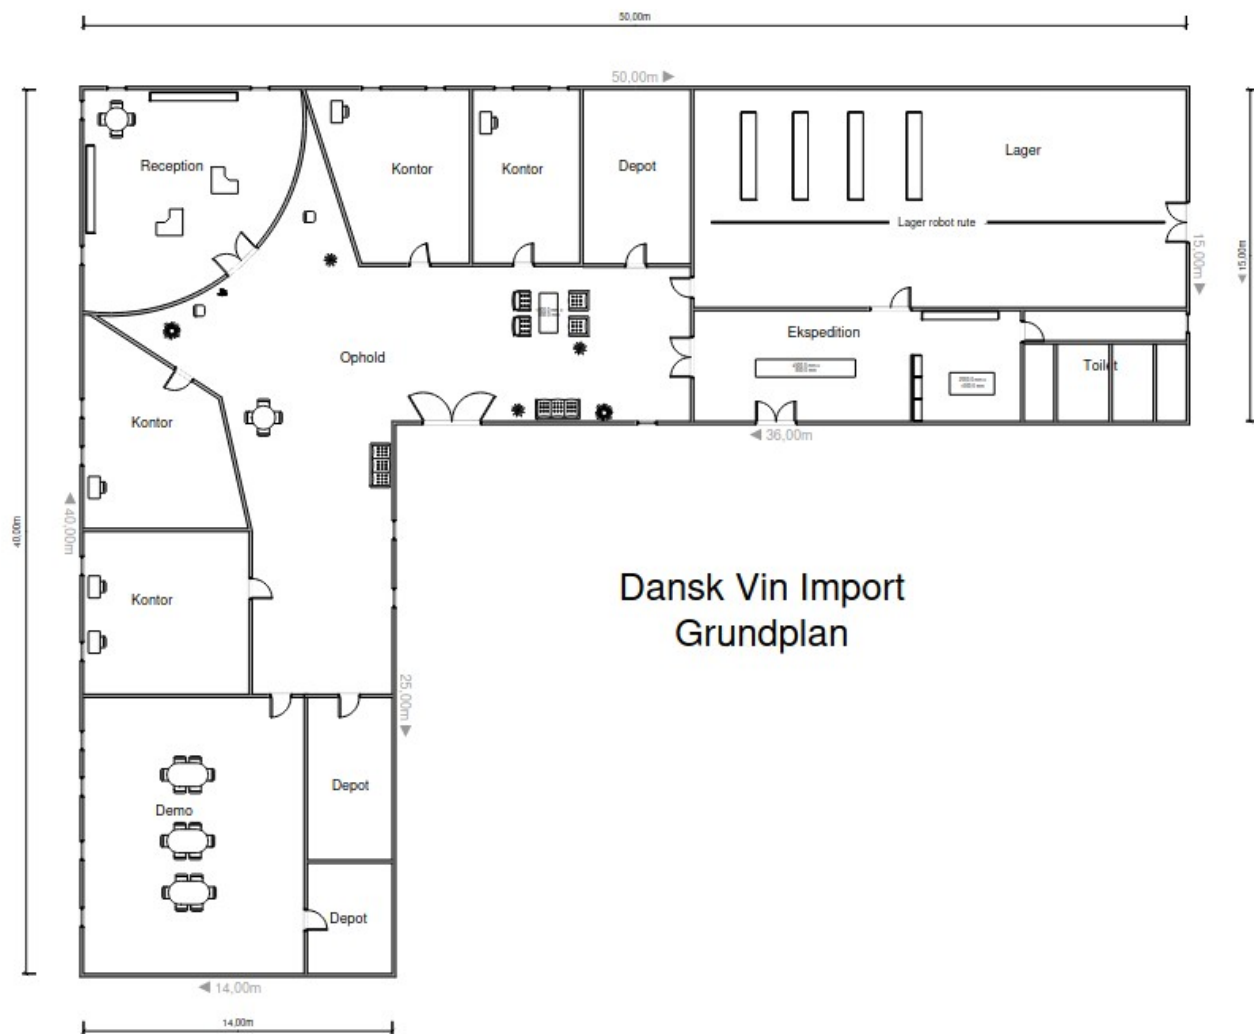 50,00m
50,00m ▶
Reception
Kontor
Kontor
Depot
Lager
Lager robot rute
15,00m ▶
◀ 15,00m
Ekspedition
Ophold
Toilet
Kontor
◀ 36,00m
40,00m
◀ 40,00m
Kontor
Dansk Vin Import
Grundplan
25,00m ▶
Demo
Depot
Depot
◀ 14,00m
14,00m